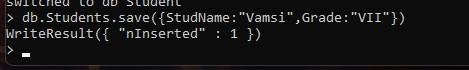 switched to db Student
> db.Students.save({StudName:"Vamsi",Grade:"VII"})
WriteResult({ "nInserted" : 1 })
>